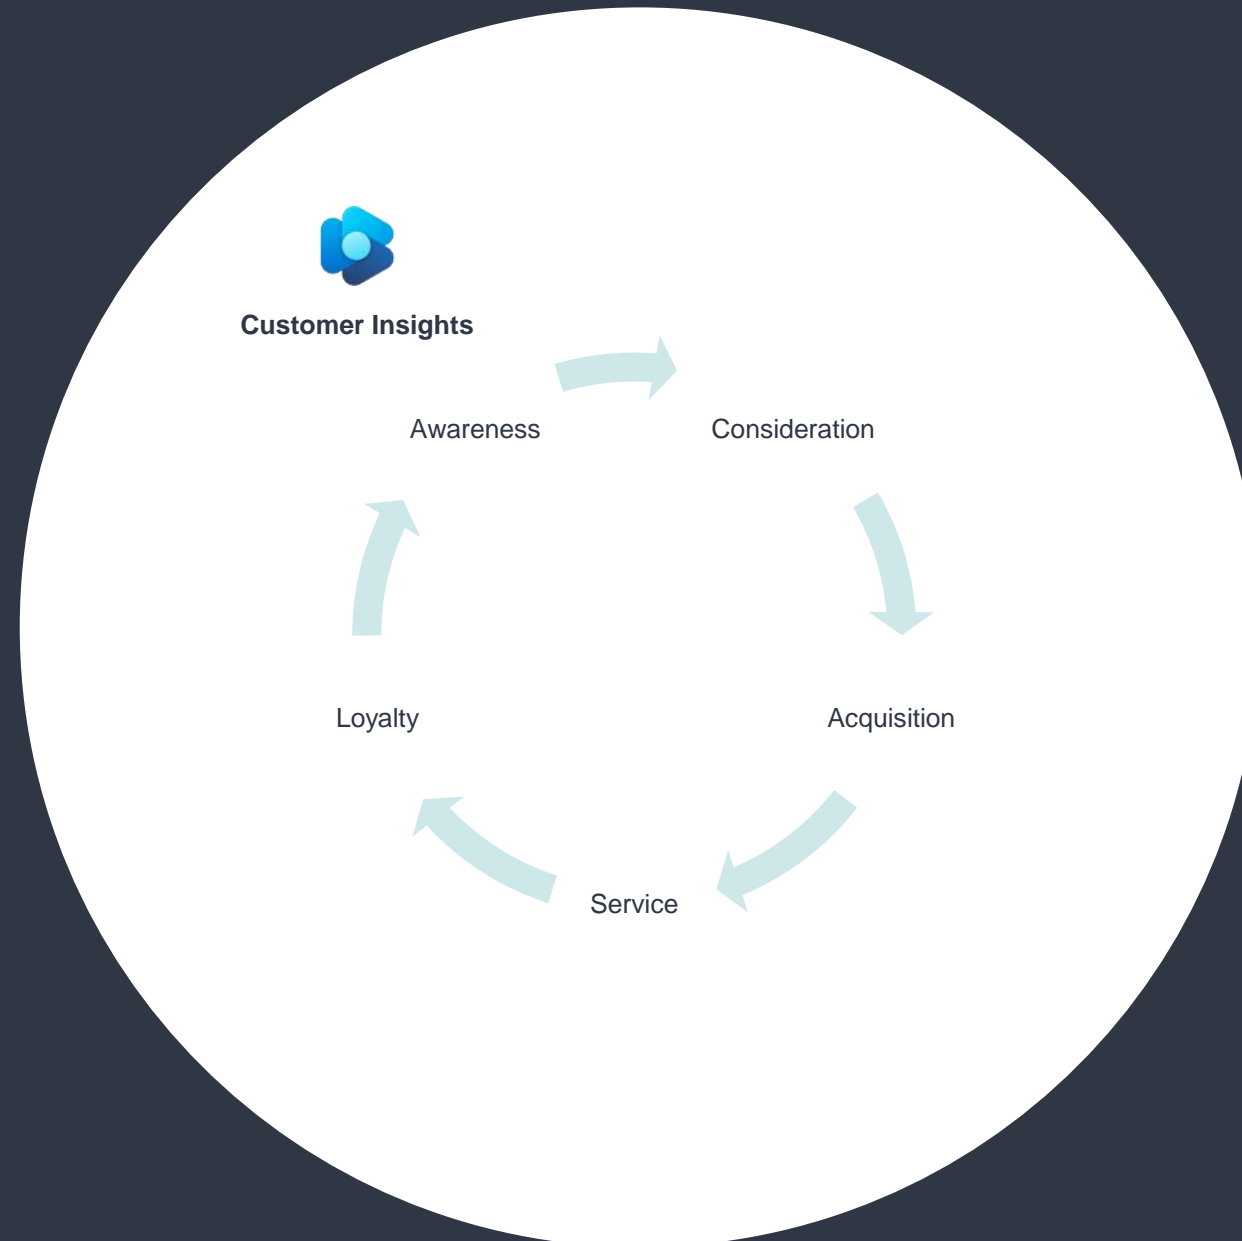 Customer Insights
Awareness
Consideration
Loyalty
Acquisition
Service